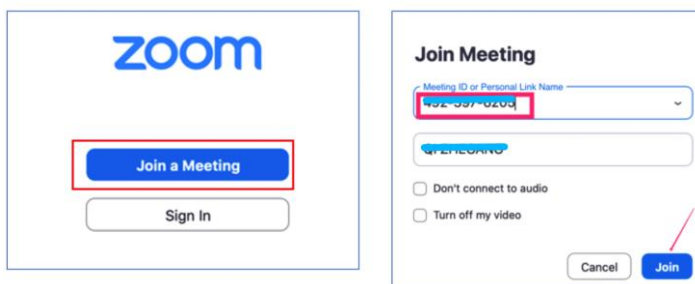 zoom
Join a Meeting
Sign In
Join Meeting
Meeting ID or Personal Link Name
Don't connect to audio
Turn off my video
Cancel
Join